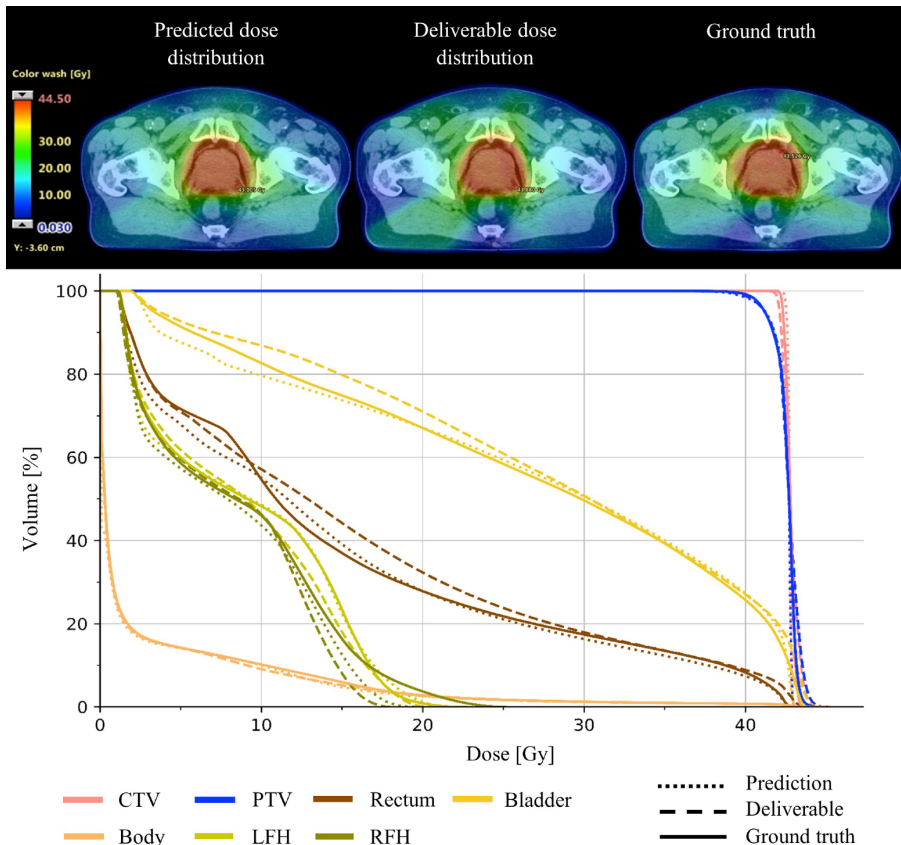 Predicted dose
distribution
Deliverable dose
distribution
Ground truth
Color wash [Gy]
44.50
30.00
20.00
10.00
0.030
Y: -3.60 cm
100
80
60
40
20
0
Volume [%]
0 10 20 30 40
Dose [Gy]
CTV PTV Rectum Bladder
Body LFH RFH
Prediction
Deliverable
Ground truth